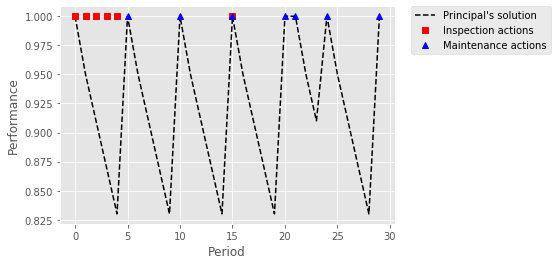 1.000
0.975
0.950
0.925
0.900
0.875
0.850
0.825
Performance
0 5 10 15 20 25 30
Period
Principal's solution
Inspection actions
Maintenance actions